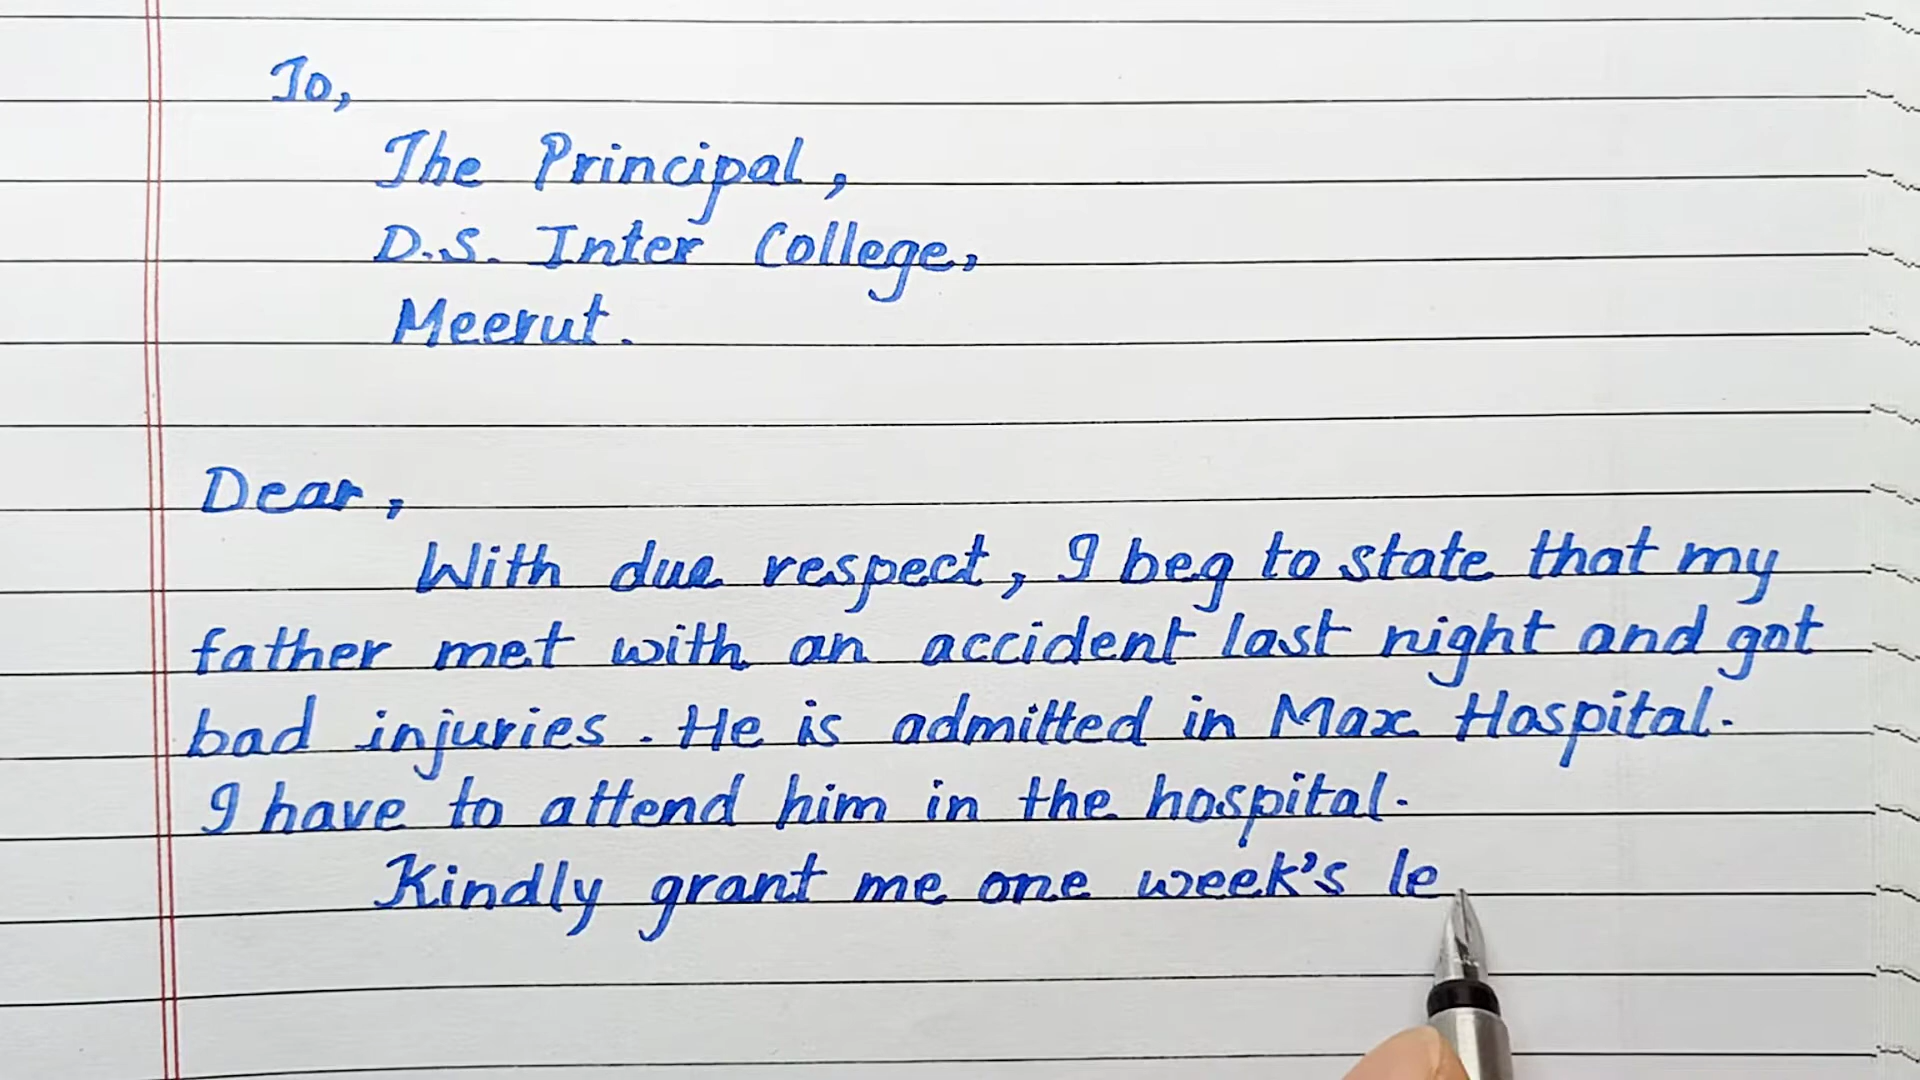 To,
The Principal,
D.S. Inter College,
Meerut.
Dear,
With due respect, I beg to state that my
father met with an accident last night and got
bad injuries. He is admitted in Max Hospital.
I have to attend him in the hospital.
Kindly grant me one week's le